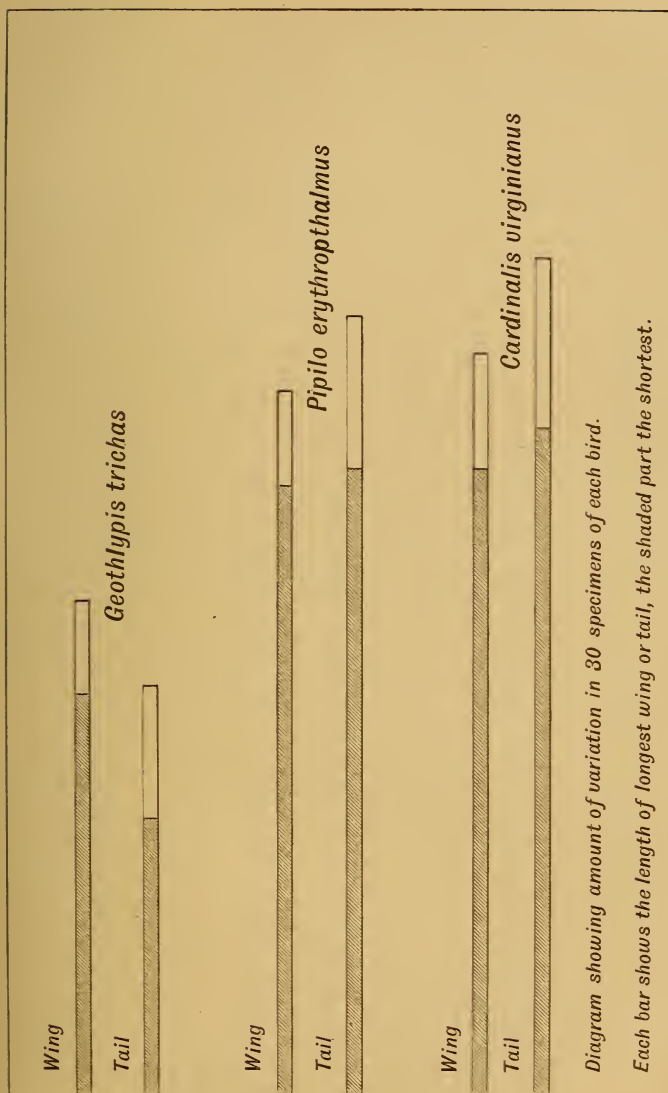 Wing
Geothlypis trichas
Tail
Wing
Pipilo erythropthalmus
Tail
Wing
Cardinalis virginianus
Tail
Diagram showing amount of variation in 30 specimens of each bird.
Each bar shows the length of longest wing or tail, the shaded part the shortest.